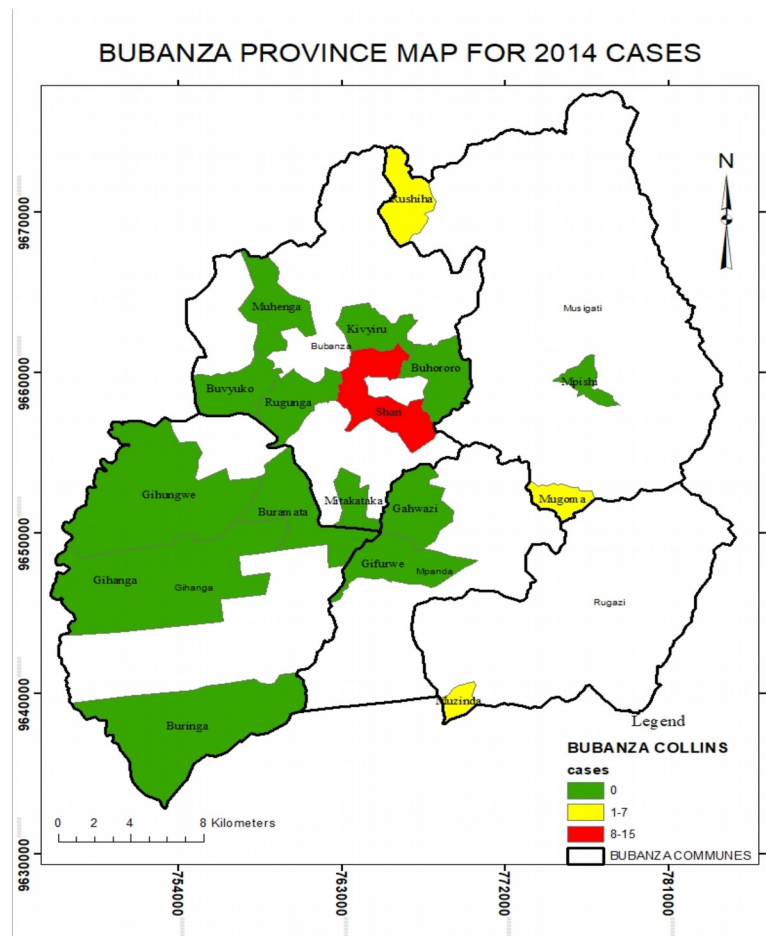 BUBANZA PROVINCE MAP FOR 2014 CASES
N
9670000
Rushiha
Muhenga
Kivyiru
Musigati
Bubanza
9660000
Buvyuko
Buhororo
Mpishi
Rugunga
Shari
Gihungwe
Mitakataka
Mugoma
Buramata
Gahwazi
9650000
Gifurwe
Gihanga
Gihanga
Mpanda
Rugazi
9640000
Muzinda
Buringa
Legend
BUBANZA COLLINS
cases
0
1-7
8-15
BUBANZA COMMUNES
0 2 4 8 Kilometers
9630000
754000
763000
772000
781000